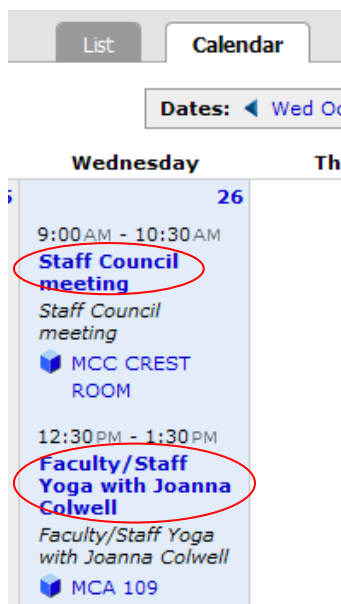 List Calendar
Dates: Wed Oc
Wednesday Th
26
9:00AM - 10:30AM
Staff Council
meeting
Staff Council
meeting
MCC CREST
ROOM
12:30PM - 1:30PM
Faculty/Staff
Yoga with Joanna
Colwell
Faculty/Staff Yoga
with Joanna Colwell
MCA 109